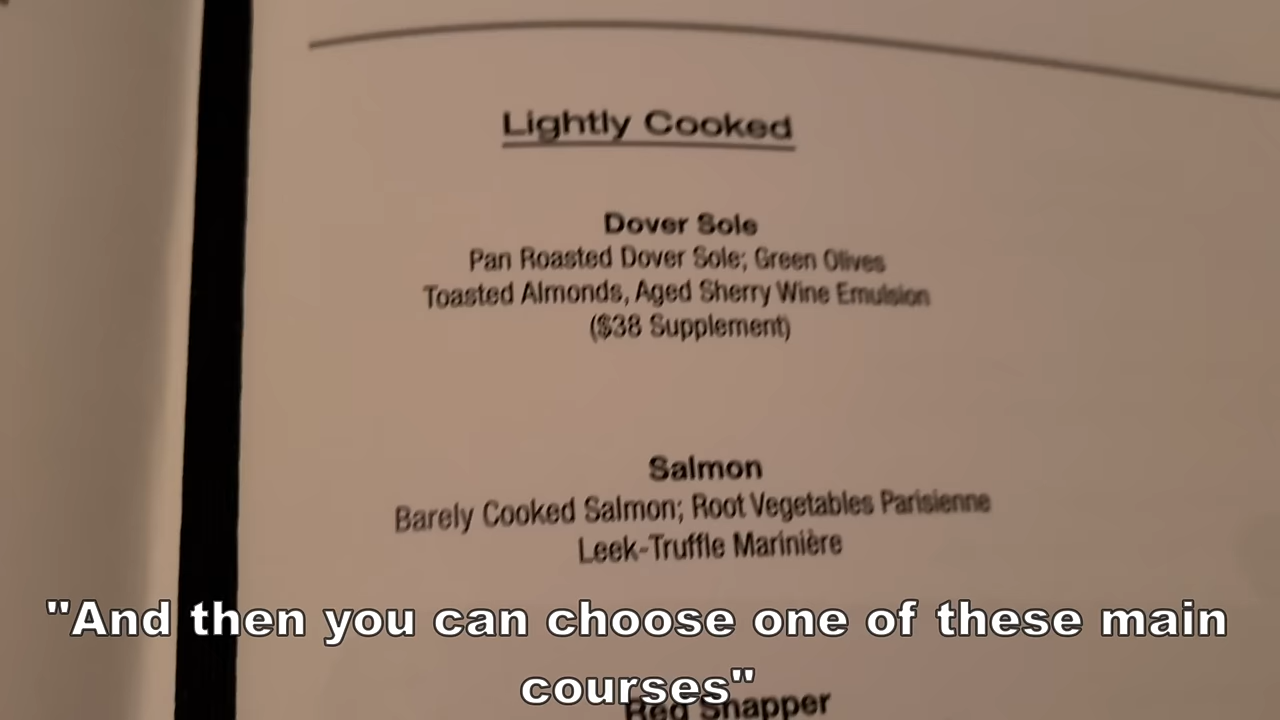 Lightly Cooked
Dover Sole
Pan Roasted Dover Sole; Green Olives
Toasted Almonds, Aged Sherry Wine Emulsion
($38 Supplement)
Salmon
Barely Cooked Salmon; Root Vegetables Parisienne
Leek-Truffle Marinière
"And then you can choose one of these main
courses"
Red Snapper